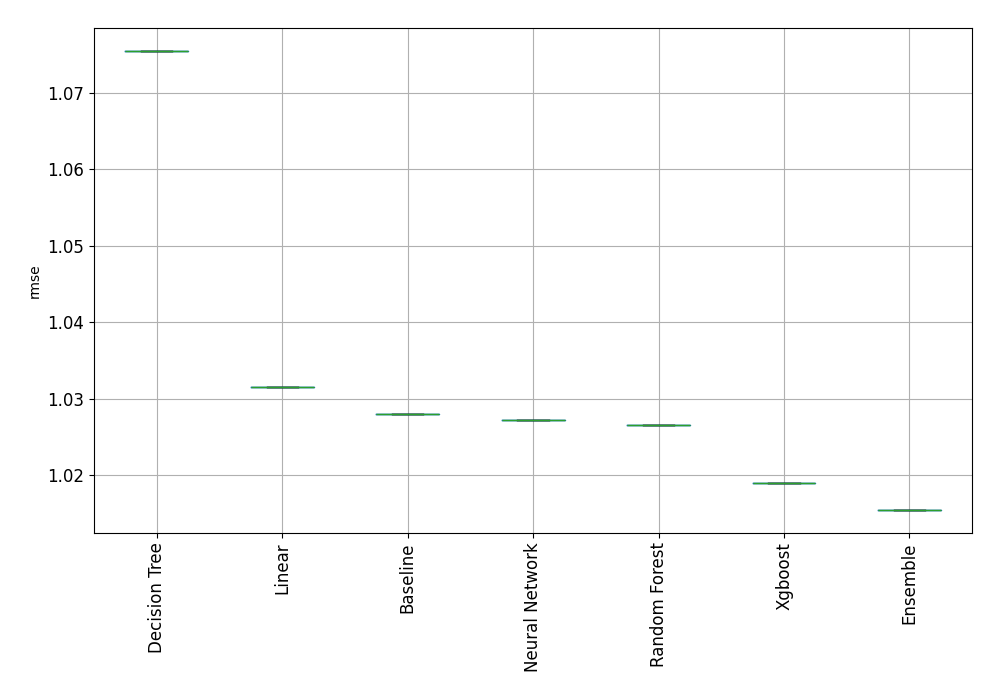 1.07
1.06
1.05
1.04
1.03
1.02
rmse
Decision Tree
Linear
Baseline
Neural Network
Random Forest
Xgboost
Ensemble